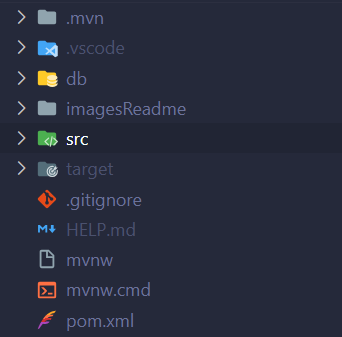 .mvn
.vscode
db
imagesReadme
src
target
.gitignore
HELP.md
mvnw
mvnw.cmd
pom.xml